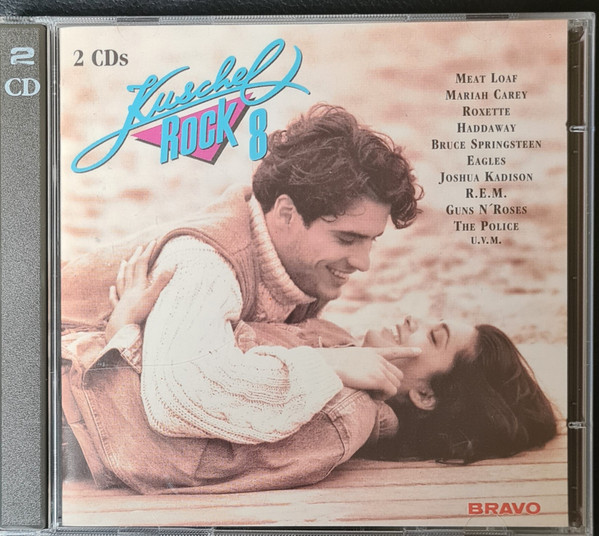 2
CD
2 CDs
Kuschel
Rock 8
Meat Loaf
Mariah Carey
Roxette
Haddaway
Bruce Springsteen
Eagles
Joshua Kadison
R.E.M.
Guns N´Roses
The Police
u.v.m.
BRAVO